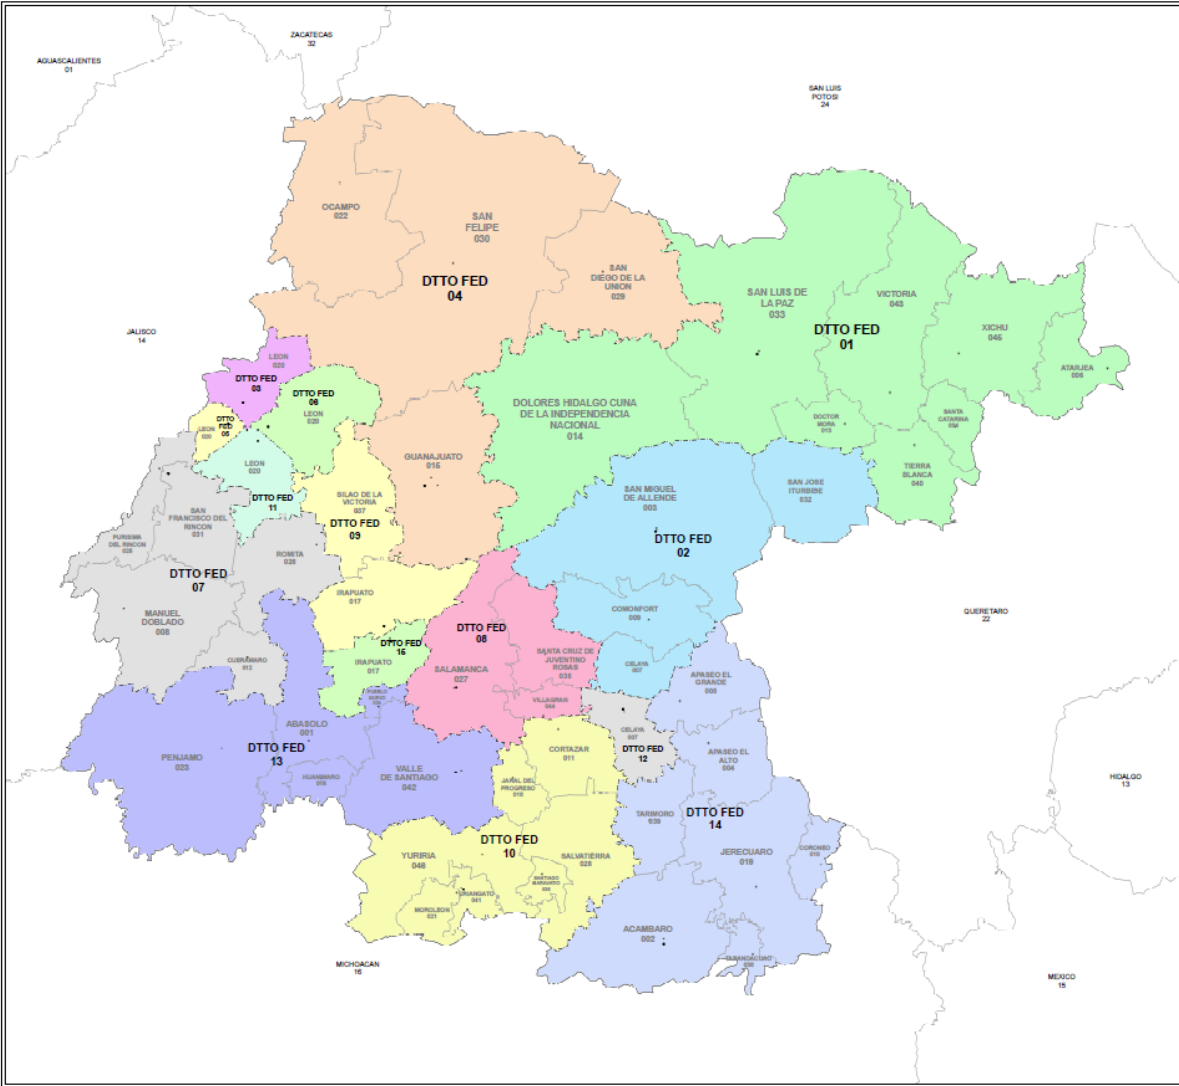 ZACATECAS
32
AGUASCALIENTES
01
SAN LUIS
POTOSI
24
OCAMPO
022
SAN
FELIPE
030
SAN
DIEGO DE LA
UNION
029
DTTO FED
04
SAN LUIS DE
LA PAZ
033
VICTORIA
043
DTTO FED
01
XICHU
045
ATARJEA
006
JALISCO
14
LEON
020
DTTO FED
03
DTTO FED
06
LEON
020
DTTO
FED
05
LEON
020
DOLORES HIDALGO CUNA
DE LA INDEPENDENCIA
NACIONAL
014
DOCTOR
MORA
013
SANTA
CATARINA
034
TIERRA
BLANCA
040
GUANAJUATO
015
LEON
020
DTTO FED
11
SILAO DE LA
VICTORIA
037
DTTO FED
09
SAN MIGUEL
DE ALLENDE
003
SAN JOSE
ITURBIDE
032
DTTO FED
02
SAN
FRANCISCO DEL
RINCON
031
PURISIMA
DEL RINCON
025
ROMITA
026
DTTO FED
07
MANUEL
DOBLADO
008
IRAPUATO
017
COMONFORT
009
QUERETARO
22
DTTO FED
08
DTTO FED
15
IRAPUATO
017
SALAMANCA
027
SANTA CRUZ DE
JUVENTINO
ROSAS
035
CUERAMARO
012
CELAYA
007
APASEO EL
GRANDE
005
PUEBLO
NUEVO
VILLAGRAN
044
ABASOLO
001
CELAYA
007
DTTO FED
12
PENJAMO
023
DTTO FED
13
CORTAZAR
011
APASEO EL
ALTO
004
HUANIMARO
016
VALLE
DE SANTIAGO
042
JARAL DEL
PROGRESO
018
HIDALGO
13
TARIMORO
039
DTTO FED
14
DTTO FED
10
YURIRIA
046
SALVATIERRA
028
JERECUARO
019
CORONEO
010
SANTIAGO
MARAVATIO
URIANGATO
041
MOROLEON
021
ACAMBARO
002
TARANDACUAO
MICHOACAN
16
MEXICO
15